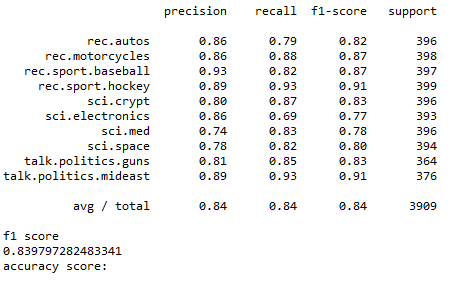 precision recall f1-score support
rec.autos 0.86 0.79 0.82 396
rec.motorcycles 0.86 0.88 0.87 398
rec.sport.baseball 0.93 0.82 0.87 397
rec.sport.hockey 0.89 0.93 0.91 399
sci.crypt 0.80 0.87 0.83 396
sci.electronics 0.86 0.69 0.77 393
sci.med 0.74 0.83 0.78 396
sci.space 0.78 0.82 0.80 394
talk.politics.guns 0.81 0.85 0.83 364
talk.politics.mideast 0.89 0.93 0.91 376
avg / total 0.84 0.84 0.84 3909
f1 score
0.839797282483341
accuracy score: